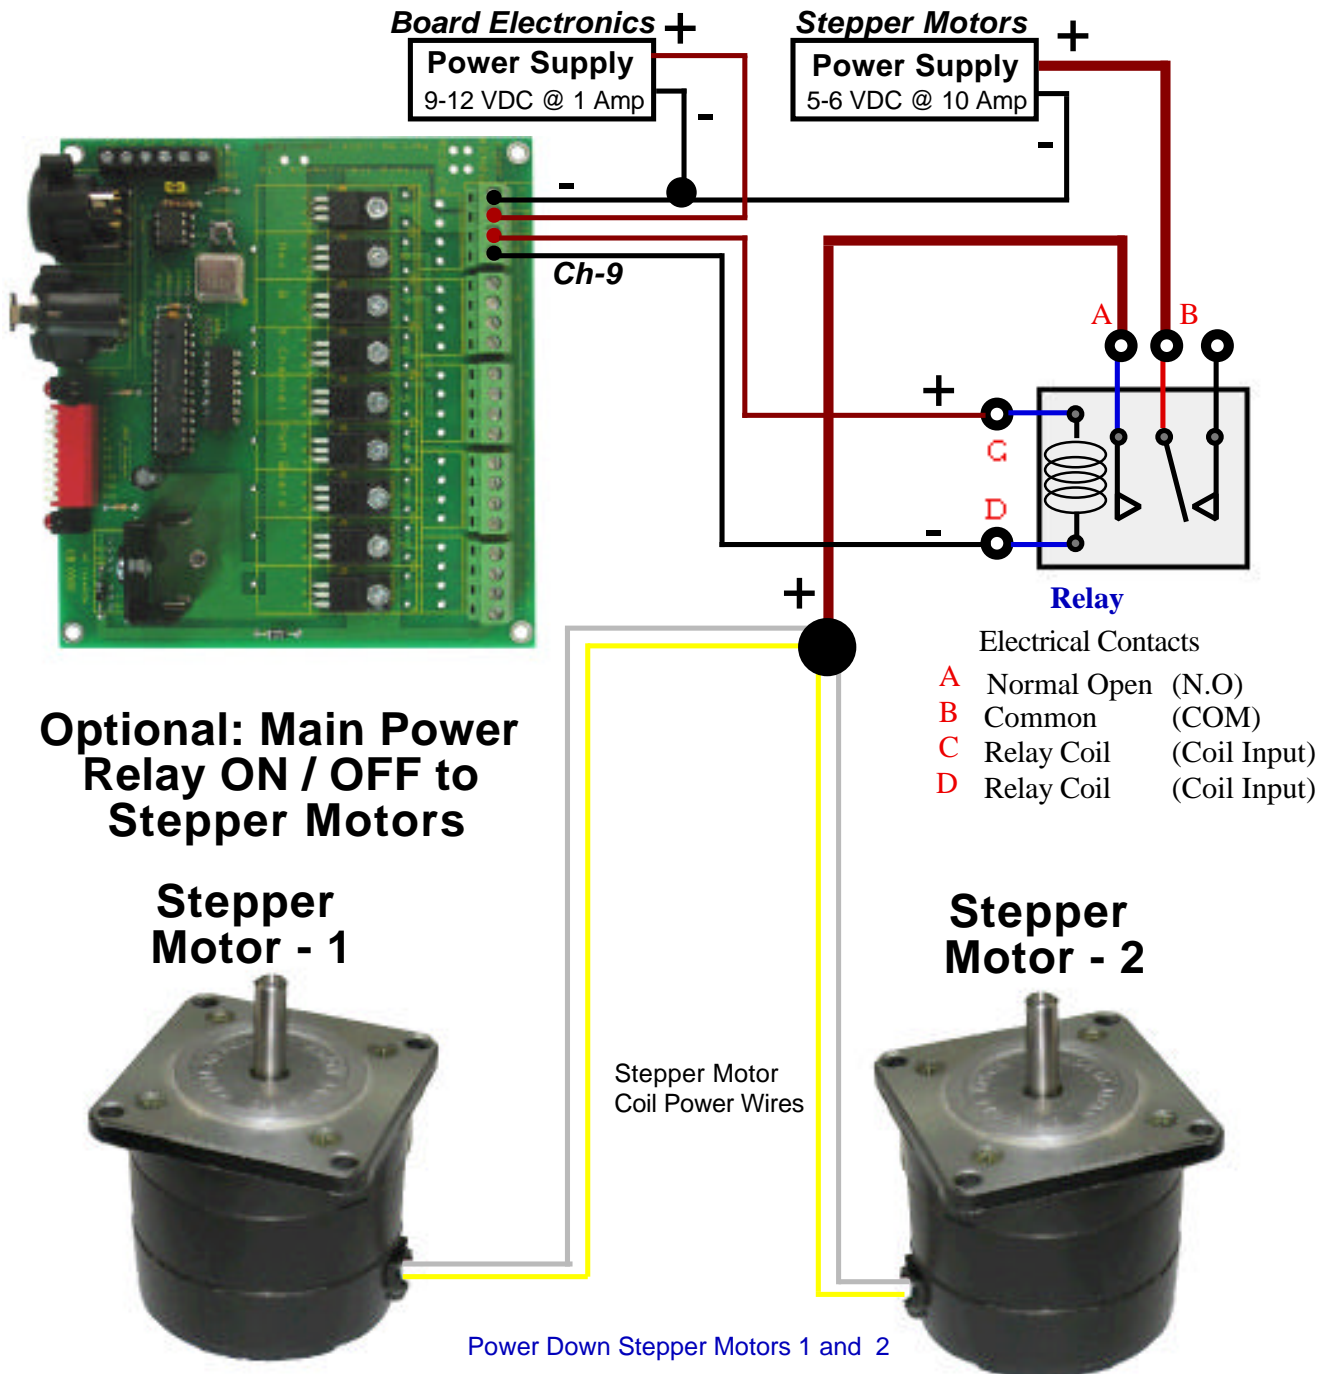 Board Electronics +
Power Supply
9-12 VDC @ 1 Amp
-
Stepper Motors +
Power Supply
5-6 VDC @ 10 Amp
-
-
Ch-9
A B
+
C
D
-
+
Relay
Electrical Contacts
A Normal Open (N.O)
B Common (COM)
C Relay Coil (Coil Input)
D Relay Coil (Coil Input)
Optional: Main Power
Relay ON / OFF to
Stepper Motors
Stepper
Motor - 1
Stepper
Motor - 2
Stepper Motor
Coil Power Wires
Power Down Stepper Motors 1 and 2